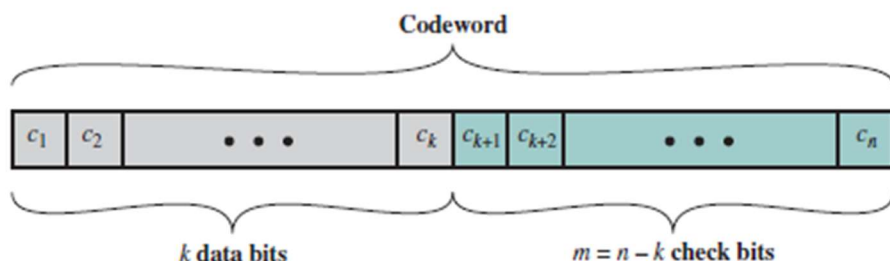 Codeword
c1 c2 • • • ck ck+1 ck+2 • • • cn
k data bits m = n – k check bits